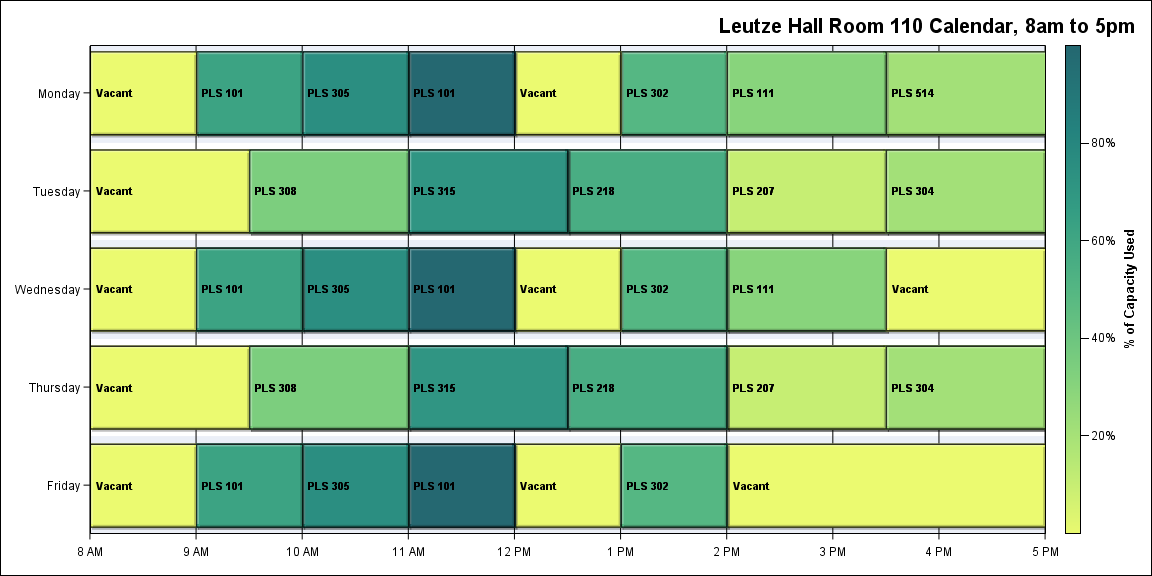 Leutze Hall Room 110 Calendar, 8am to 5pm
Monday
Vacant
PLS 101
PLS 305
PLS 101
Vacant
PLS 302
PLS 111
PLS 514
Tuesday
Vacant
PLS 308
PLS 315
PLS 218
PLS 207
PLS 304
Wednesday
Vacant
PLS 101
PLS 305
PLS 101
Vacant
PLS 302
PLS 111
Vacant
Thursday
Vacant
PLS 308
PLS 315
PLS 218
PLS 207
PLS 304
Friday
Vacant
PLS 101
PLS 305
PLS 101
Vacant
PLS 302
Vacant
8 AM
9 AM
10 AM
11 AM
12 PM
1 PM
2 PM
3 PM
4 PM
5 PM
80%
60%
40%
20%
% of Capacity Used